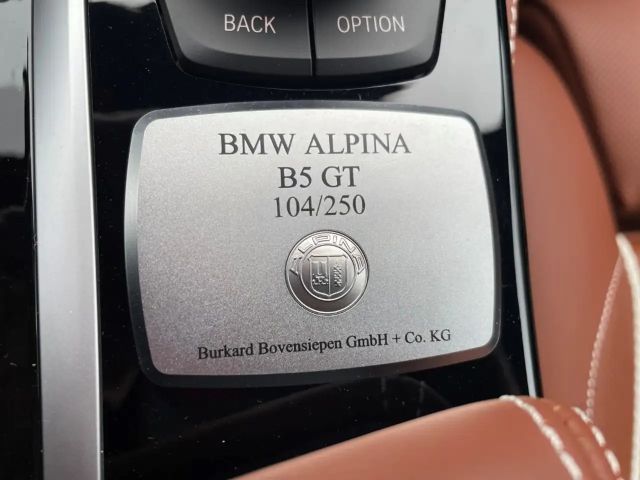 BACK
OPTION
BMW ALPINA
B5 GT
104/250
ALPINA
Burkard Bovensiepen GmbH + Co. KG